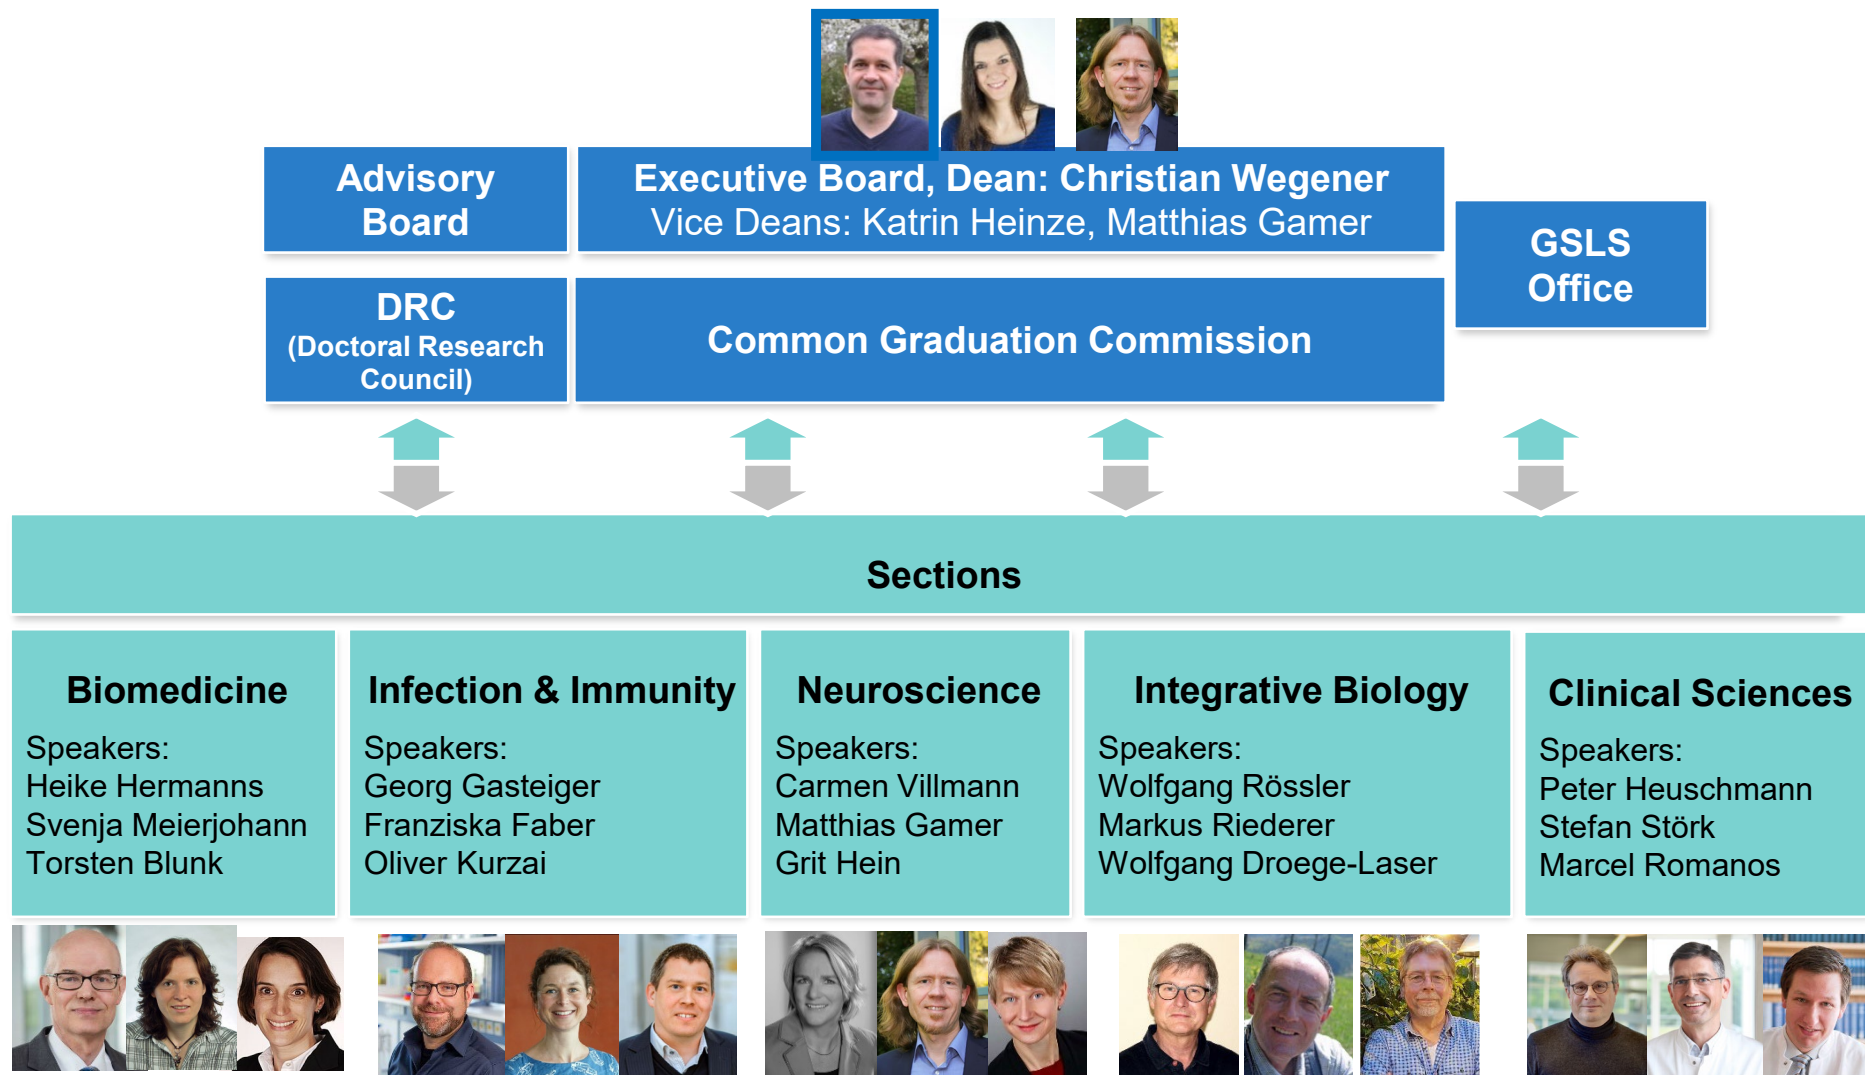 Advisory
Board
Executive Board, Dean: Christian Wegener
Vice Deans: Katrin Heinze, Matthias Gamer
GSLS
Office
DRC
(Doctoral Research
Council)
Common Graduation Commission
Sections
Biomedicine
Speakers:
Heike Hermanns
Svenja Meierjohann
Torsten Blunk
Infection & Immunity
Speakers:
Georg Gasteiger
Franziska Faber
Oliver Kurzai
Neuroscience
Speakers:
Carmen Villmann
Matthias Gamer
Grit Hein
Integrative Biology
Speakers:
Wolfgang Rössler
Markus Riederer
Wolfgang Droege-Laser
Clinical Sciences
Speakers:
Peter Heuschmann
Stefan Störk
Marcel Romanos